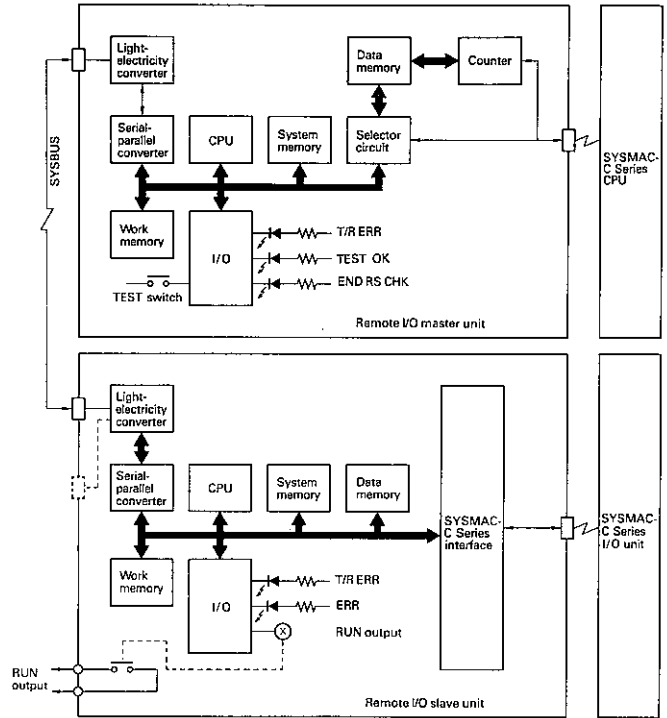 Light-
electricity
converter
Data
memory
Counter
Serial-
parallel
converter
CPU
System
memory
Selector
circuit
SYSBUS
SYSMAC-
C Series
CPU
Work
memory
I/O
T/R ERR
TEST OK
END RS CHK
TEST switch
Remote I/O master unit
Light-
electricity
converter
Serial-
parallel
converter
CPU
System
memory
Data
memory
SYSMAC-
C Series
interface
SYSMAC-
C Series
I/O unit
Work
memory
I/O
T/R ERR
ERR
X
RUN output
RUN
output
Remote I/O slave unit